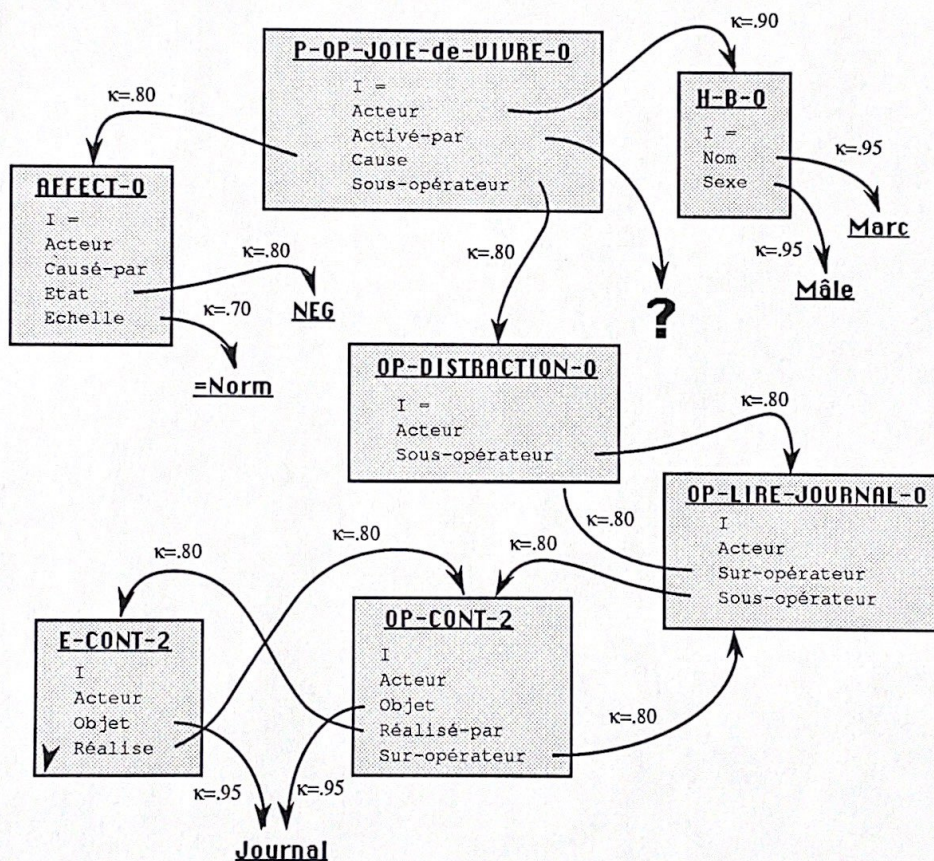 κ=.90
P-OP-JOIE-de-VIVRE-0
I =
Acteur
Activé-par
Cause
Sous-opérateur
H-B-0
I =
Nom
Sexe
κ=.95
Marc
κ=.95
Mâle
κ=.80
AFFECT-0
I =
Acteur
Causé-par
Etat
Echelle
κ=.80
NEG
κ=.70
=Norm
κ=.80
?
OP-DISTRACTION-0
I =
Acteur
Sous-opérateur
κ=.80
OP-LIRE-JOURNAL-0
I
Acteur
Sur-opérateur
Sous-opérateur
κ=.80
κ=.80
κ=.80
κ=.80
E-CONT-2
I
Acteur
Objet
Réalise
OP-CONT-2
I
Acteur
Objet
Réalisé-par
Sur-opérateur
κ=.80
κ=.95
κ=.95
Journal